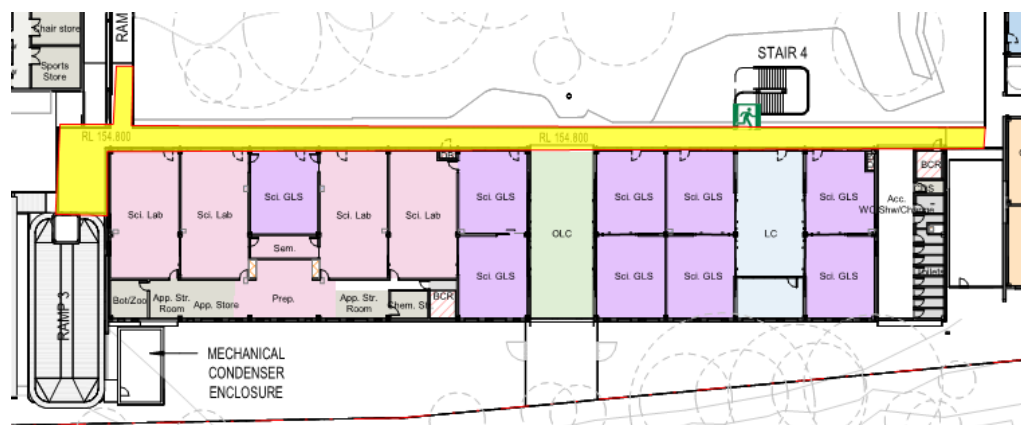 Chair store
RAMP
Sports
Store
STAIR 4
RL 154.800
RL 154.800
BCR
Sci. GLS
Sci. GLS
Sci. GLS
Sci. GLS
Sci. GLS
Acc.
WC/Shw/Change
Sci. Lab
Sci. Lab
Sci. Lab
Sci. Lab
OLC
LC
Sem.
Sci. GLS
Sci. GLS
Sci. GLS
Sci. GLS
Bot/Zoo
App. Str.
Room
App. Store
Prep.
App. Str.
Room
Chem. Str.
BCR
RAMP 3
MECHANICAL
CONDENSER
ENCLOSURE